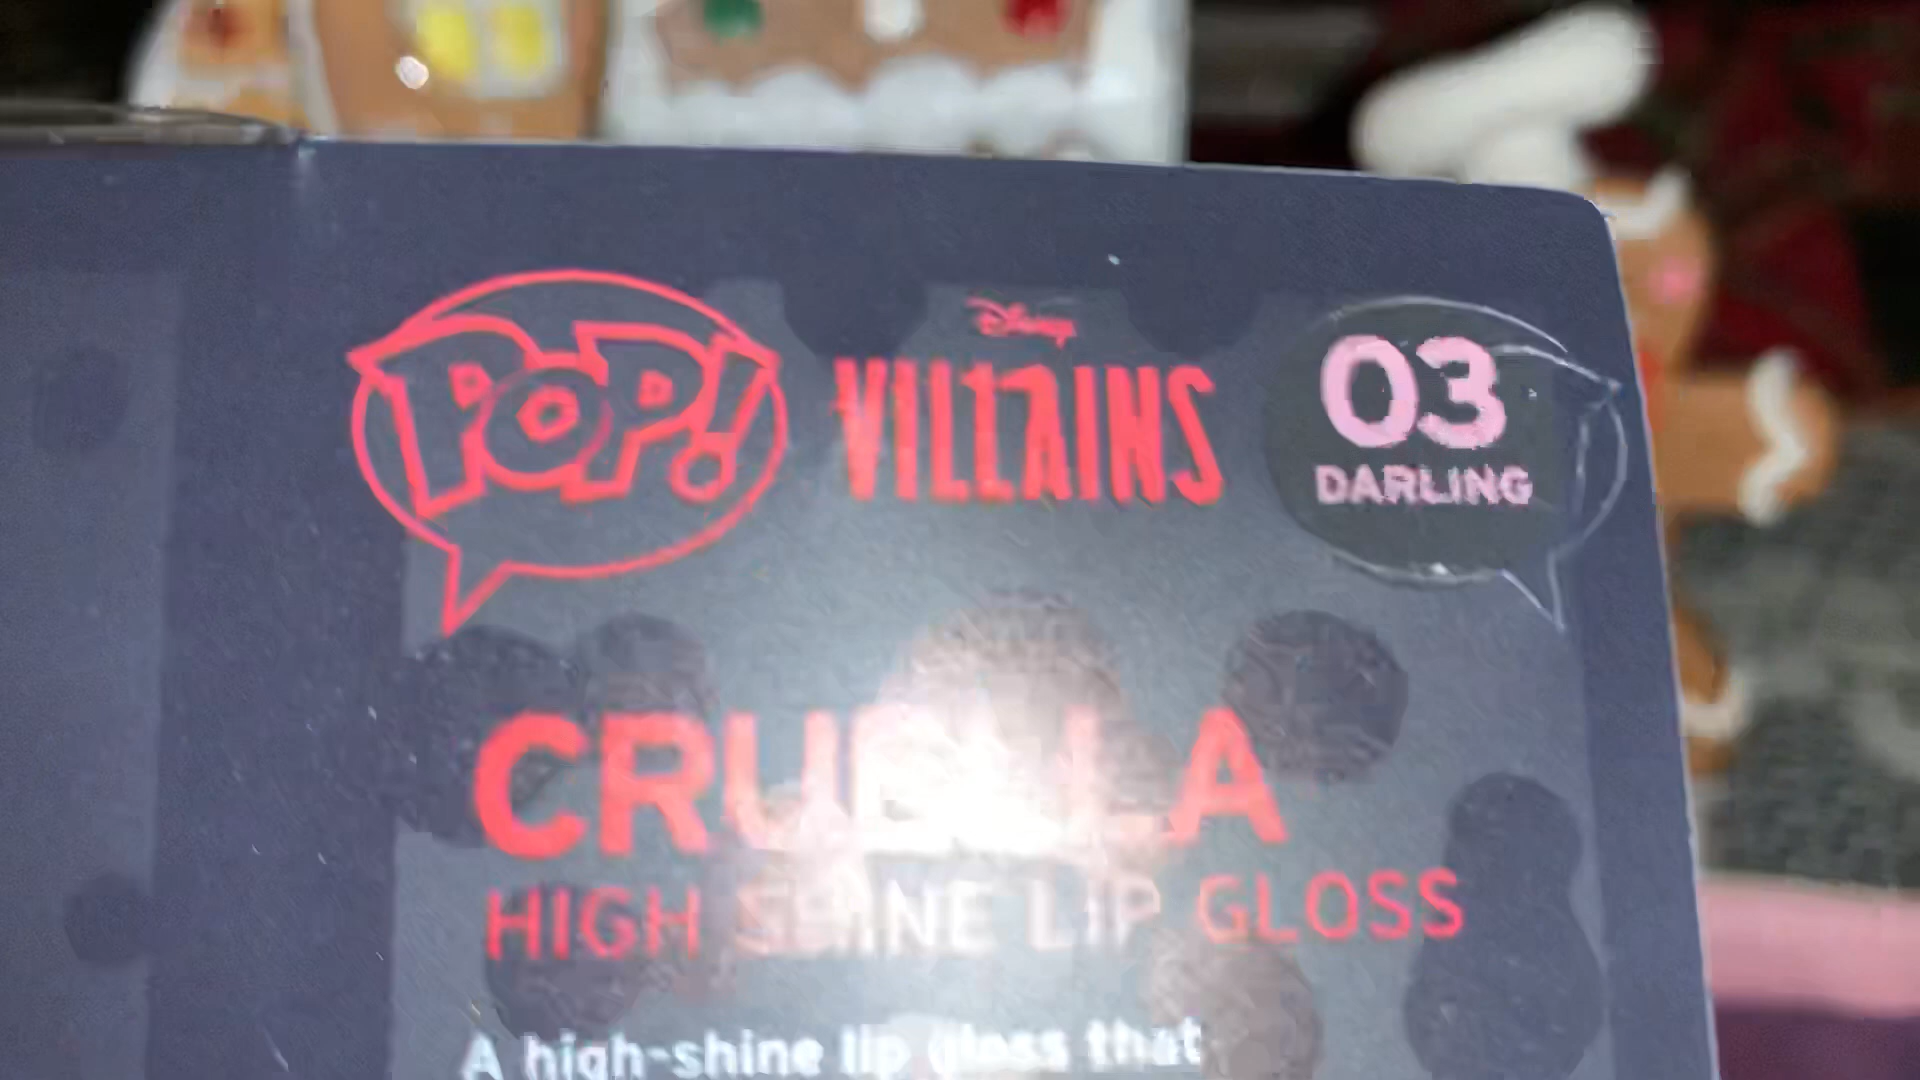 POP!
Disney
VILLAINS
03
DARLING
CRUELLA
HIGH SHINE LIP GLOSS
A high-shine lip gloss that